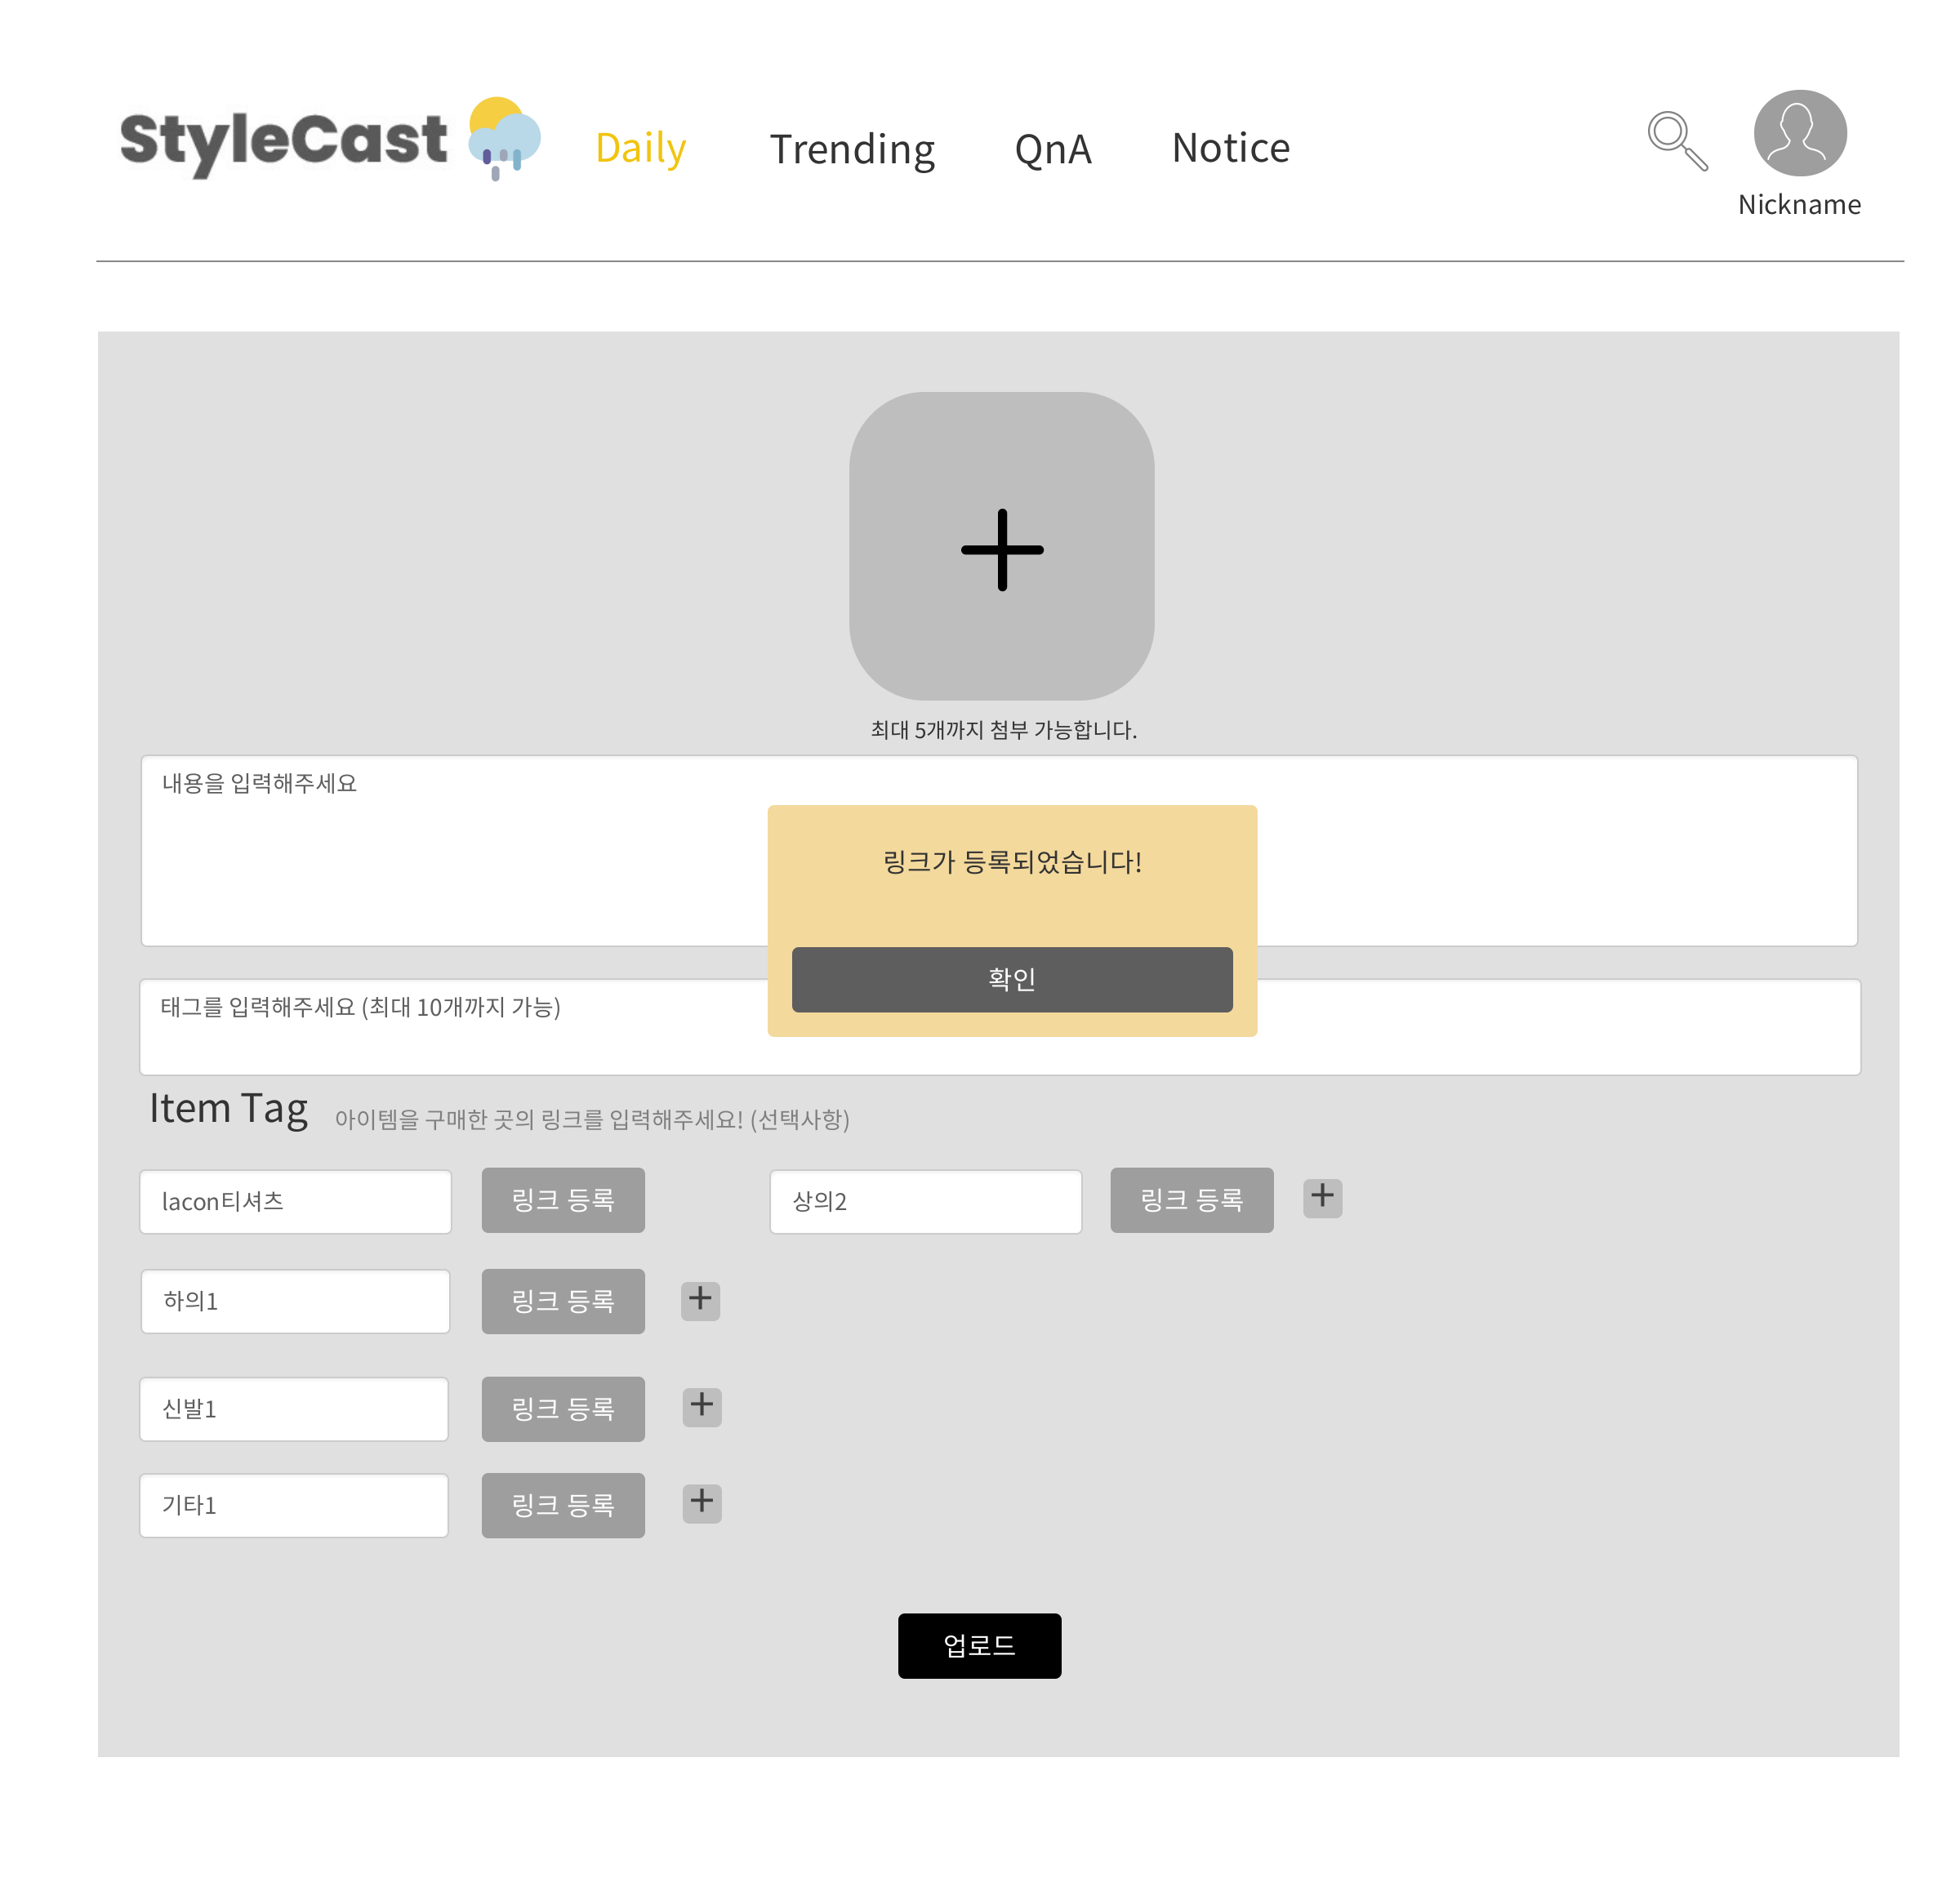 StyleCast
Daily
Trending
QnA
Notice
Nickname
최대 5개까지 첨부 가능합니다.
내용을 입력해주세요
링크가 등록되었습니다!
확인
태그를 입력해주세요 (최대 10개까지 가능)
Item Tag
아이템을 구매한 곳의 링크를 입력해주세요! (선택사항)
lacon티셔츠
링크 등록
상의2
링크 등록
하의1
링크 등록
신발1
링크 등록
기타1
링크 등록
업로드